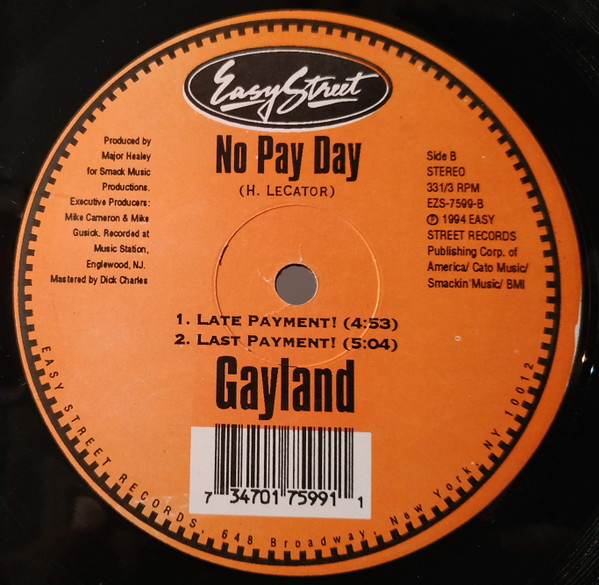 Easy Street
No Pay Day
(H. LeCator)
Produced by
Major Healey
for Smack Music
Productions.
Executive Producers:
Mike Cameron & Mike
Gusick. Recorded at
Music Station,
Englewood, NJ.
Mastered by Dick Charles
Side B
STEREO
331/3 RPM
EZS-7599-B
℗ 1994 EASY
STREET RECORDS
Publishing Corp. of
America/ Cato Music/
Smackin' Music/ BMI
1. Late Payment! (4:53)
2. Last Payment! (5:04)
Gayland
7 34701 75991 1
EASY STREET RECORDS, 648 Broadway, New York, NY 10012